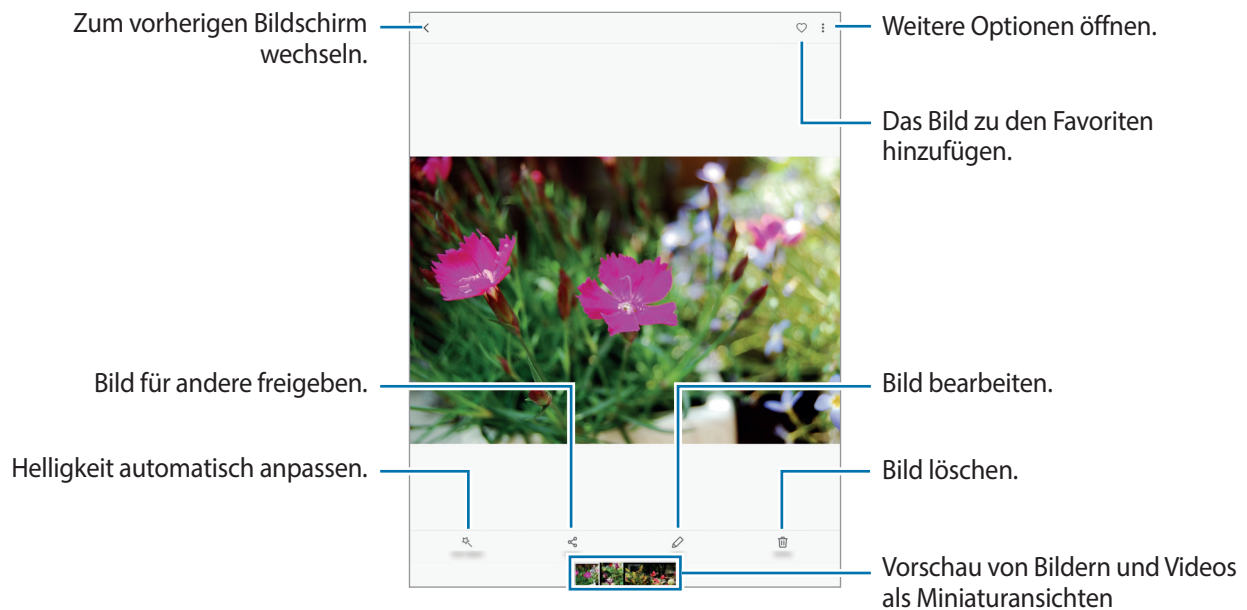 Zum vorherigen Bildschirm
wechseln.
Weitere Optionen öffnen.
Das Bild zu den Favoriten
hinzufügen.
Bild für andere freigeben.
Bild bearbeiten.
Helligkeit automatisch anpassen.
Bild löschen.
Vorschau von Bildern und Videos
als Miniaturansichten